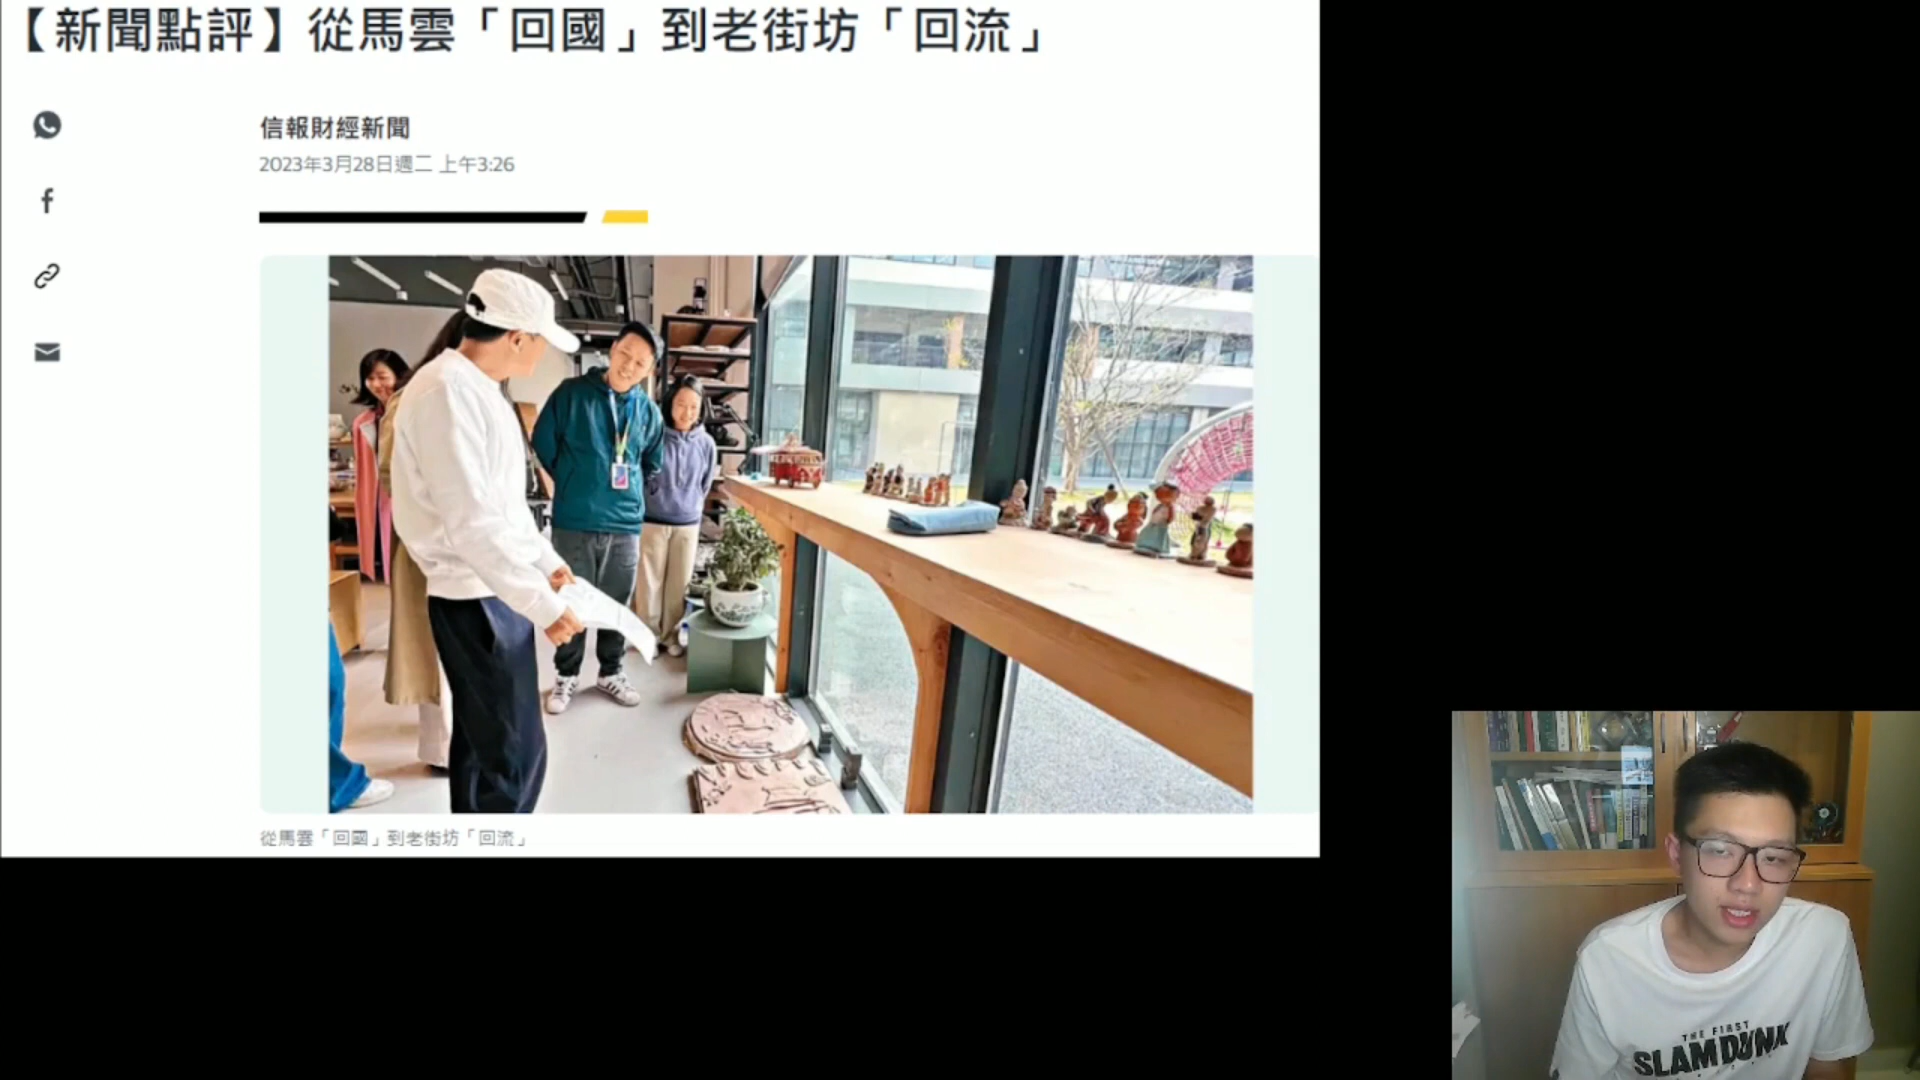 【新聞點評】從馬雲「回國」到老街坊「回流」
信報財經新聞
2023年3月28日週二 上午3:26
從馬雲「回國」到老街坊「回流」
THE FIRST
SLAM DUNK